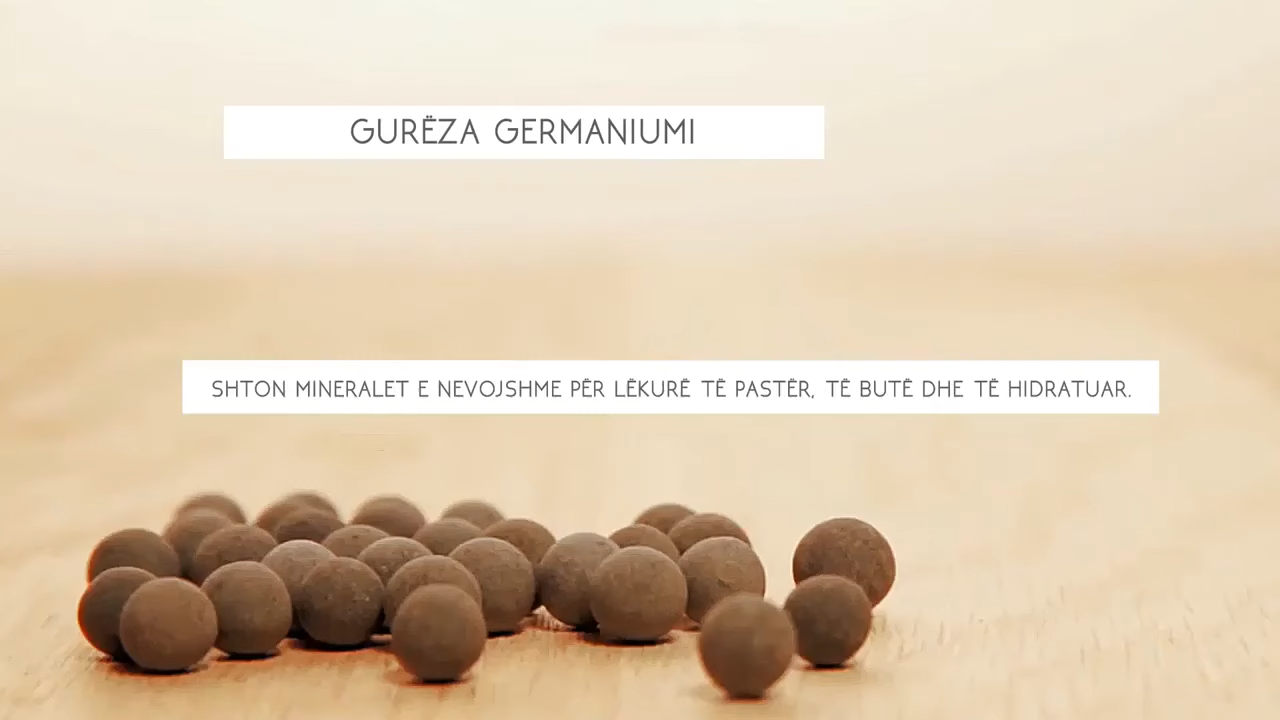 GURËZA GERMANIUMI
SHTON MINERALET E NEVOJSHME PËR LËKURË TË PASTËR, TË BUTË DHE TË HIDRATUAR.